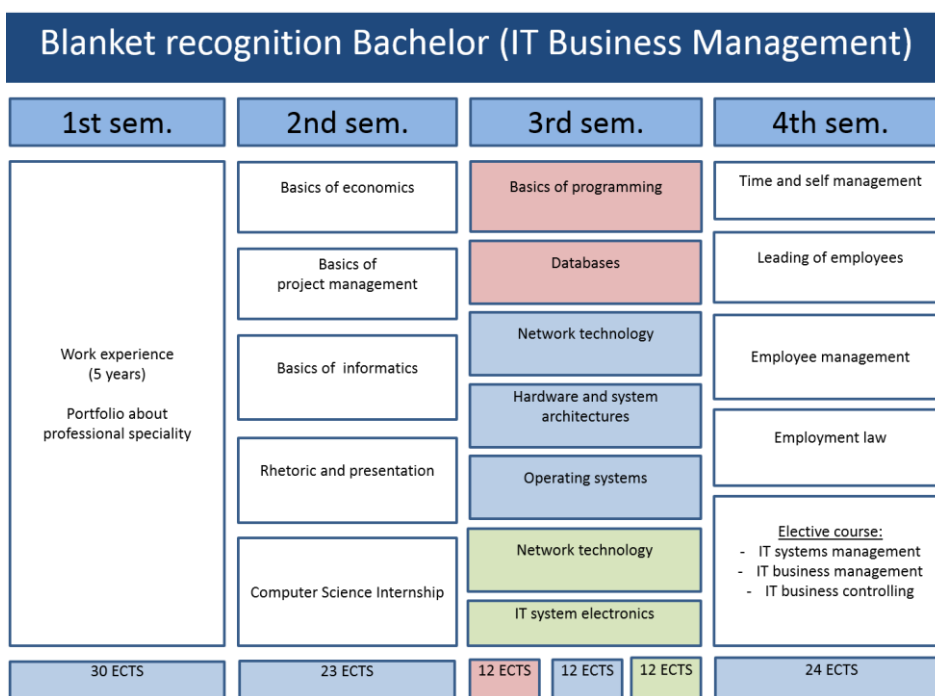 Blanket recognition Bachelor (IT Business Management)
1st sem.
2nd sem.
3rd sem.
4th sem.
Work experience
(5 years)
Portfolio about
professional speciality
30 ECTS
Basics of economics
Basics of
project management
Basics of informatics
Rhetoric and presentation
Computer Science Internship
23 ECTS
Basics of programming
Databases
Network technology
Hardware and system
architectures
Operating systems
Network technology
IT system electronics
12 ECTS
12 ECTS
12 ECTS
Time and self management
Leading of employees
Employee management
Employment law
Elective course:
- IT systems management
- IT business management
- IT business controlling
24 ECTS